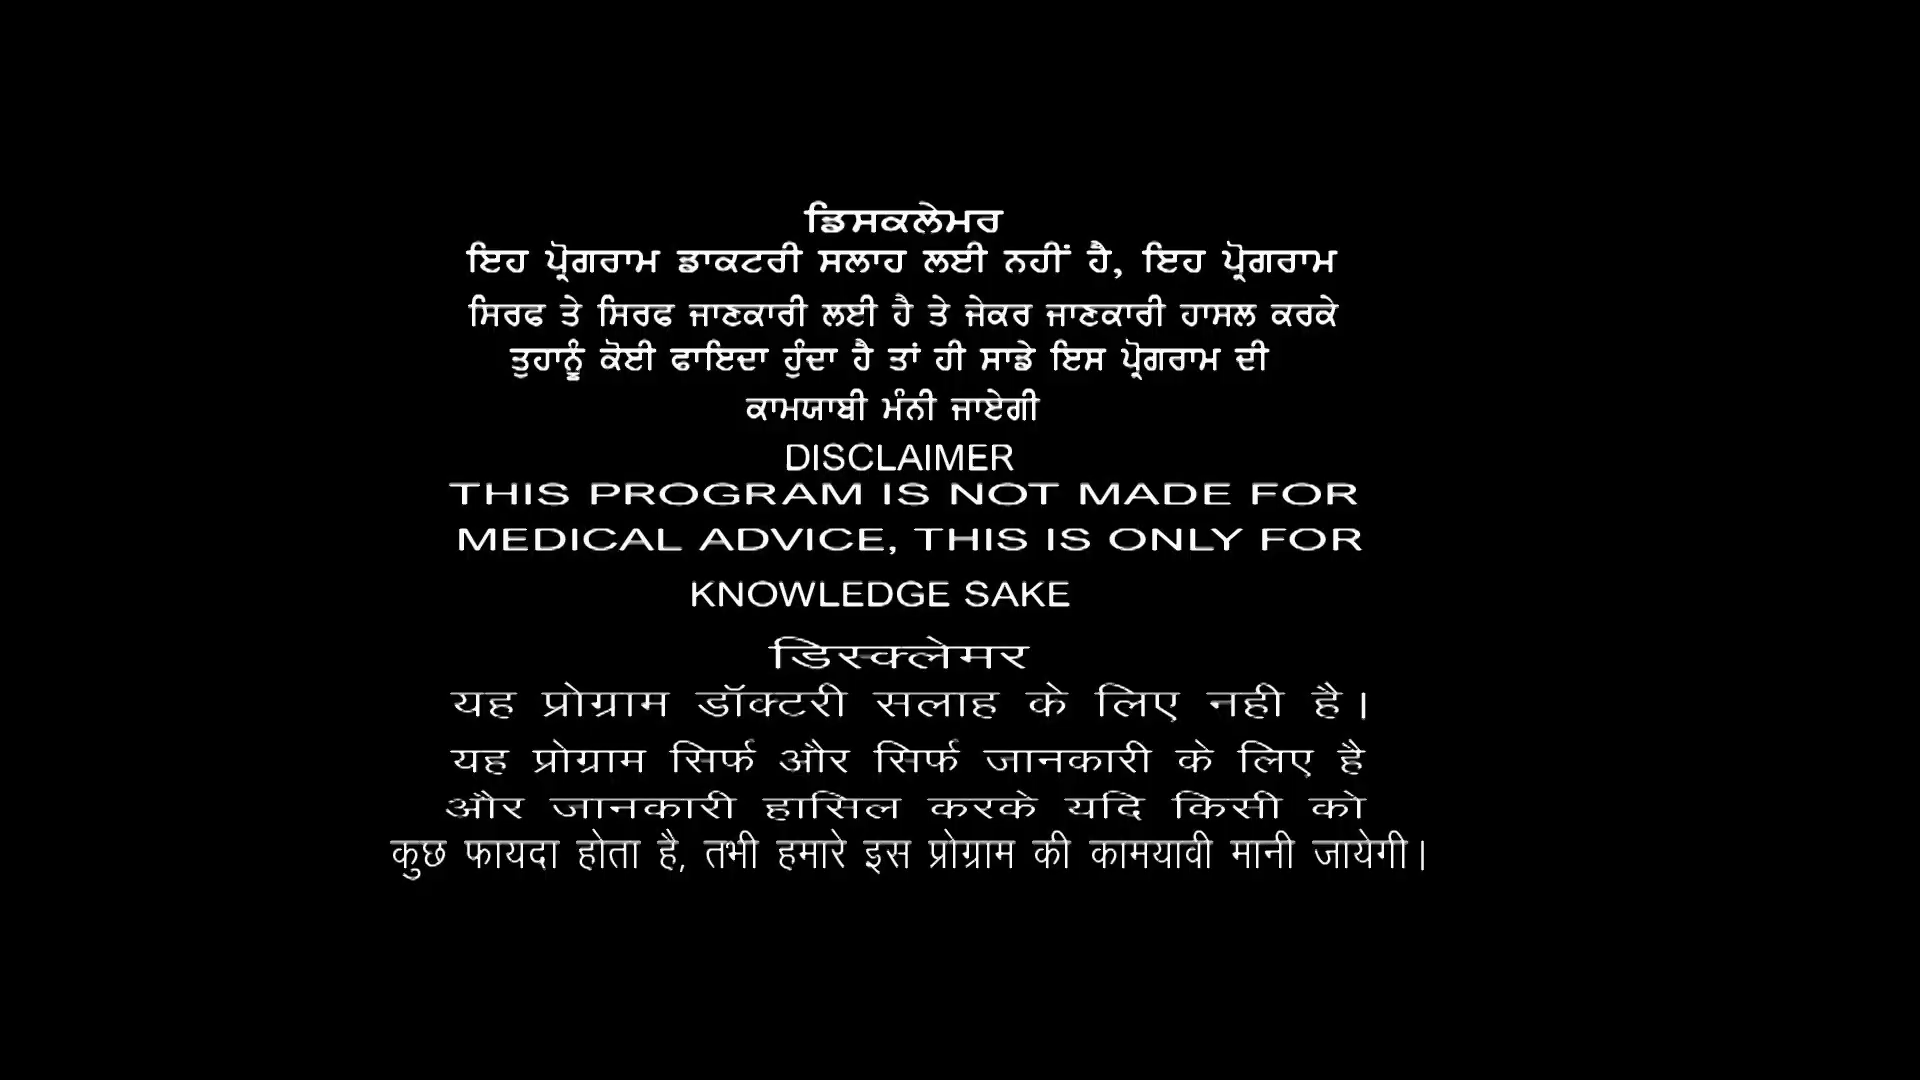 ਡਿਸਕਲੇਮਰ
ਇਹ ਪ੍ਰੋਗਰਾਮ ਡਾਕਟਰੀ ਸਲਾਹ ਲਈ ਨਹੀਂ ਹੈ, ਇਹ ਪ੍ਰੋਗਰਾਮ
ਸਿਰਫ ਤੇ ਸਿਰਫ ਜਾਣਕਾਰੀ ਲਈ ਹੈ ਤੇ ਜੇਕਰ ਜਾਣਕਾਰੀ ਹਾਸਲ ਕਰਕੇ
ਤੁਹਾਨੂੰ ਕੋਈ ਫਾਇਦਾ ਹੁੰਦਾ ਹੈ ਤਾਂ ਹੀ ਸਾਡੇ ਇਸ ਪ੍ਰੋਗਰਾਮ ਦੀ
ਕਾਮਯਾਬੀ ਮੰਨੀ ਜਾਏਗੀ
DISCLAIMER
THIS PROGRAM IS NOT MADE FOR
MEDICAL ADVICE, THIS IS ONLY FOR
KNOWLEDGE SAKE
डिस्क्लेमर
यह प्रोग्राम डॉक्टरी सलाह के लिए नही है।
यह प्रोग्राम सिर्फ और सिर्फ जानकारी के लिए है
और जानकारी हासिल करके यदि किसी को
कुछ फायदा होता है, तभी हमारे इस प्रोग्राम की कामयावी मानी जायेगी।